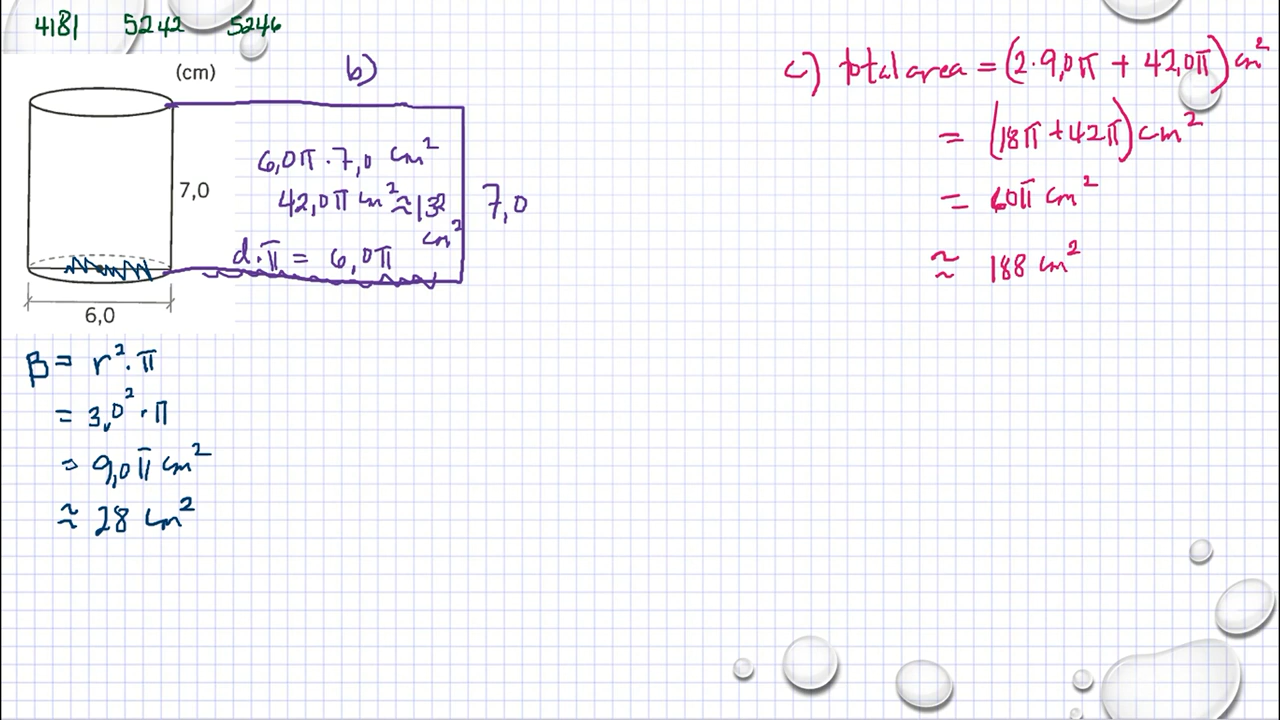 4181 5242 5246
(cm)
7,0
6,0
b)
6,0π·7,0 cm²
42,0π cm² ≈ 132 cm²
d·π = 6,0π
7,0
B = r²·π
= 3,0²·π
= 9,0π cm²
≈ 28 cm²
c) total area = (2·9,0π + 42,0π) cm²
= (18π + 42π) cm²
= 60π cm²
≈ 188 cm²